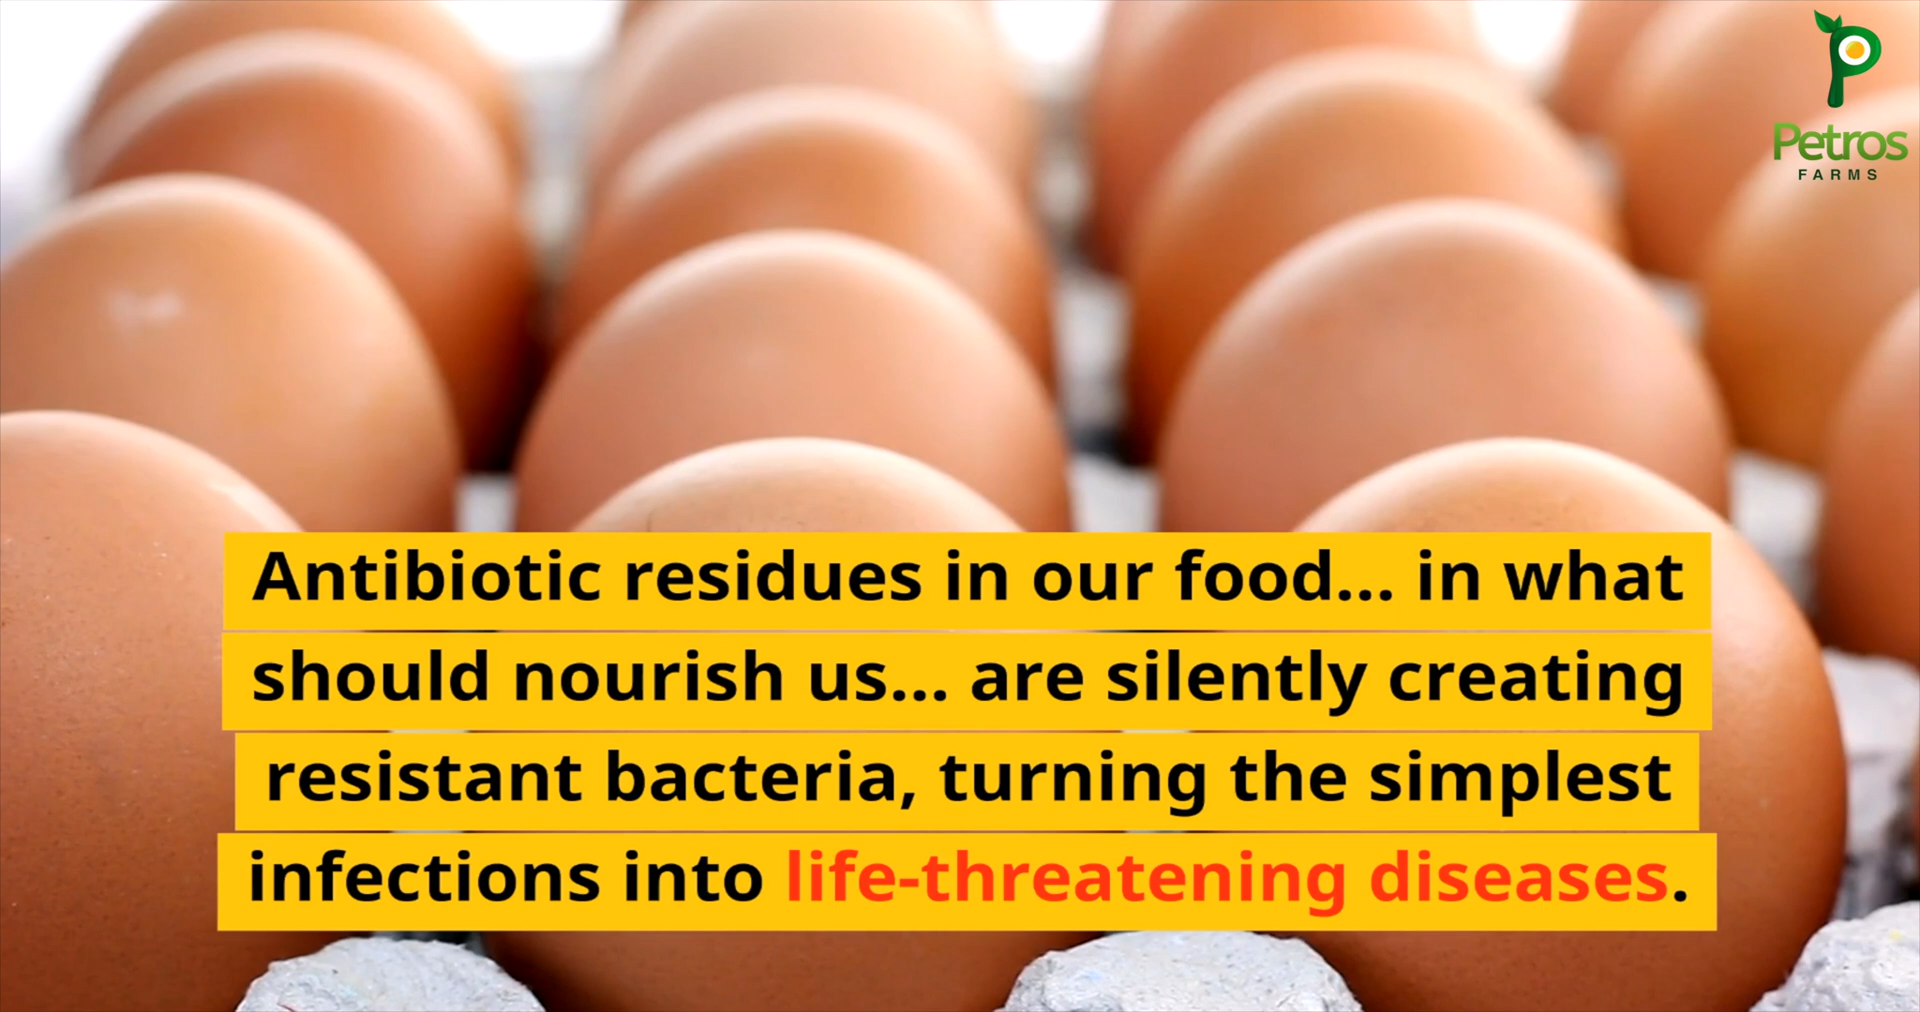 Petros
FARMS
Antibiotic residues in our food... in what
should nourish us... are silently creating
resistant bacteria, turning the simplest
infections into life-threatening diseases.